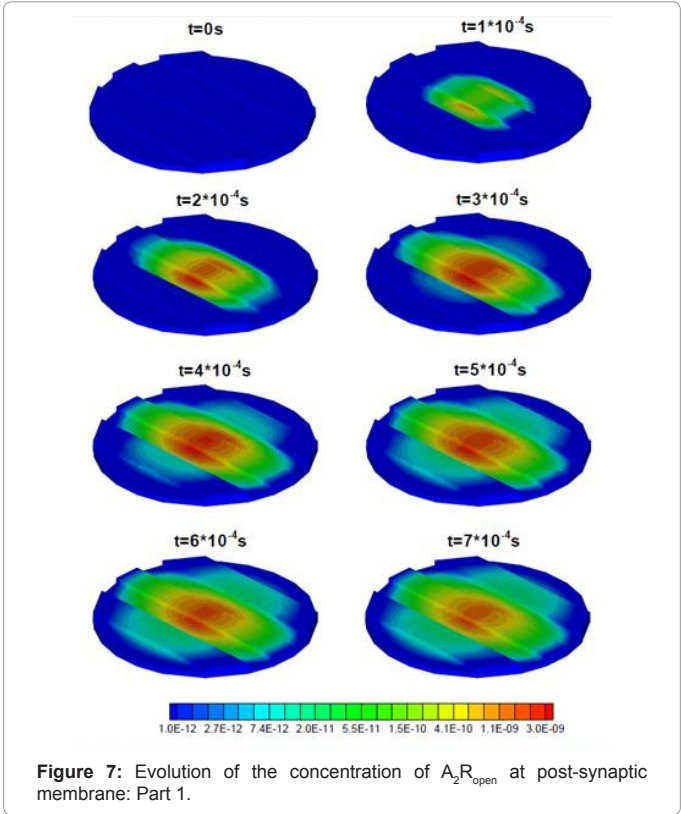 t=0s
t=1*10⁻⁴s
t=2*10⁻⁴s
t=3*10⁻⁴s
t=4*10⁻⁴s
t=5*10⁻⁴s
t=6*10⁻⁴s
t=7*10⁻⁴s
1.0E-12 2.7E-12 7.4E-12 2.0E-11 5.5E-11 1.5E-10 4.1E-10 1.1E-09 3.0E-09
Figure 7: Evolution of the concentration of A₂R_open at post-synaptic
membrane: Part 1.